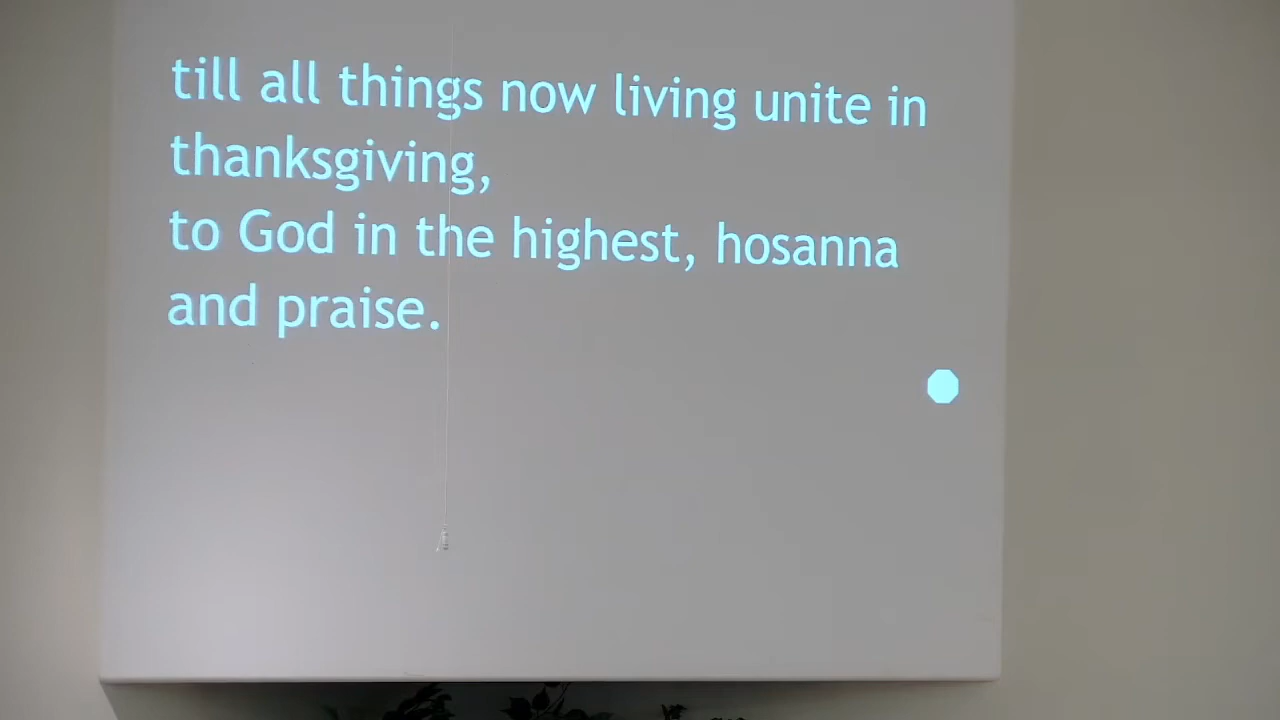 till all things now living unite in
thanksgiving,
to God in the highest, hosanna
and praise.